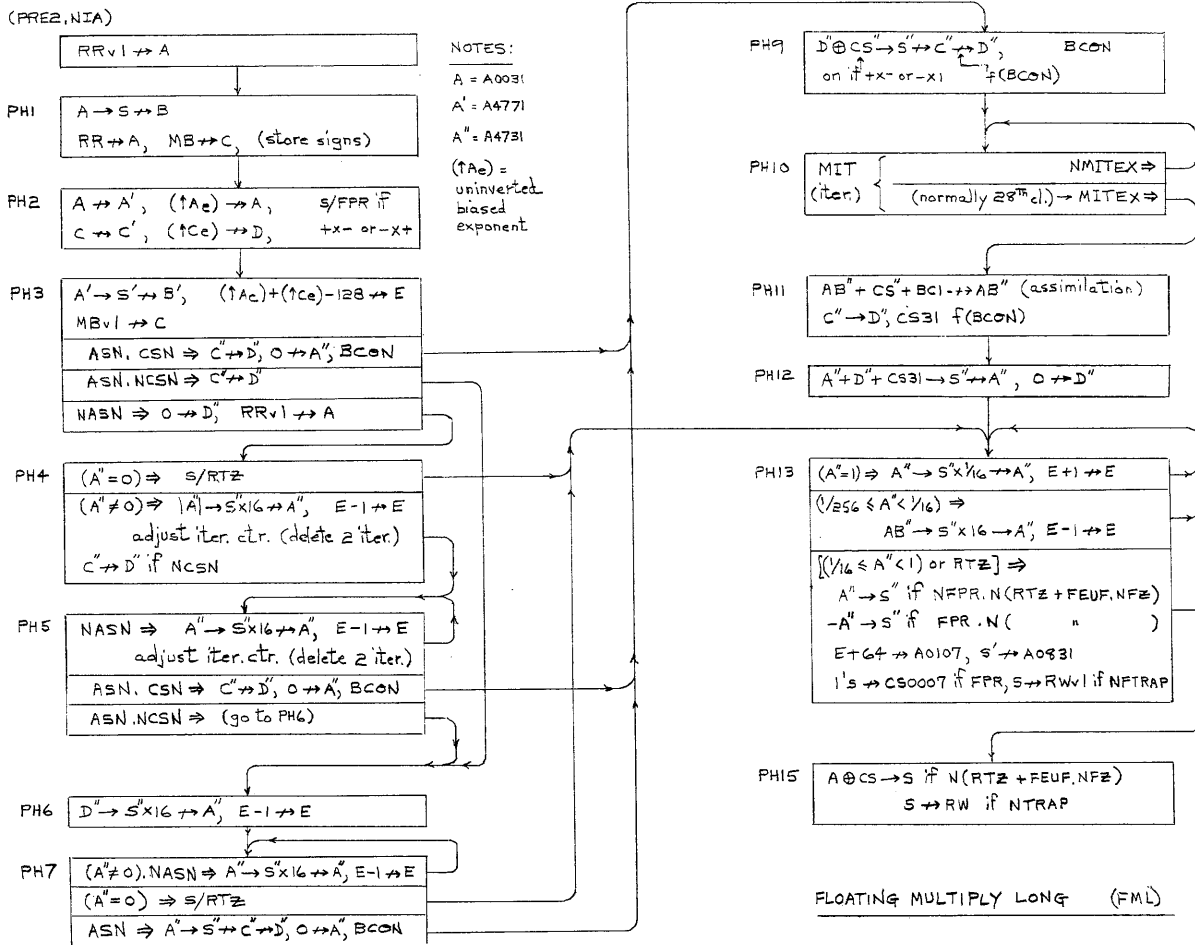 (PRE2,NIA)
RRv1 ↛ A
NOTES:
A = A0031
A' = A4771
A" = A4731
(↑Ae) =
uninverted
biased
exponent
PH1
A → S ↛ B
RR ↛ A, MB ↛ C, (store signs)
PH2
A ↛ A', (↑Ae) → A, S/FPR if
C ↛ C', (↑Ce) → D, +x- or -x+
PH3
A' → S' ↛ B', (↑Ae)+(↑Ce)-128 ↛ E
MBv1 ↛ C
ASN. CSN ⇒ C" ↛ D", O ↛ A", BCON
ASN.NCSN ⇒ C" ↛ D"
NASN ⇒ O ↛ D", RRv1 ↛ A
PH4
(A"=0) ⇒ S/RTZ
(A"≠0) ⇒ |A"| → S"x16 ↛ A", E-1 ↛ E
adjust iter. ctr. (delete 2 iter.)
C" ↛ D" if NCSN
PH5
NASN ⇒ A" → S"x16 ↛ A", E-1 ↛ E
adjust iter. ctr. (delete 2 iter.)
ASN. CSN ⇒ C" ↛ D", O ↛ A", BCON
ASN.NCSN ⇒ (go to PH6)
PH6
D" → S"x16 ↛ A", E-1 ↛ E
PH7
(A"≠0).NASN ⇒ A" → S"x16 ↛ A", E-1 ↛ E
(A"=0) ⇒ S/RTZ
ASN ⇒ A" → S" ↛ C" ↛ D", O ↛ A", BCON
PH9
D"⊕CS" → S" ↛ C" ↛ D", BCON
on if +x- or -x1 f(BCON)
PH10
MIT
(iter.)
NMITEX ⇒
(normally 28Th cl.) → MITEX ⇒
PH11
AB" + CS" + BC1 ↛ AB" (assimilation)
C" → D", CS31 f(BCON)
PH12
A" + D" + CS31 → S" ↛ A", O ↛ D"
PH13
(A"=1) ⇒ A" → S"x1/16 ↛ A", E+1 ↛ E
(1/256 ≤ A" < 1/16) ⇒
AB" → S"x16 → A", E-1 ↛ E
[(1/16 ≤ A" < 1) or RTZ] ⇒
A" → S" if NFPR.N(RTZ + FEUF.NFZ)
-A" → S" if FPR.N( " )
E+64 ↛ A0107, S' ↛ A0831
1's ↛ CS0007 if FPR, S ↛ RWv1 if NFTRAP
PH15
A⊕CS → S if N(RTZ + FEUF.NFZ)
S ↛ RW if NTRAP
FLOATING MULTIPLY LONG (FML)